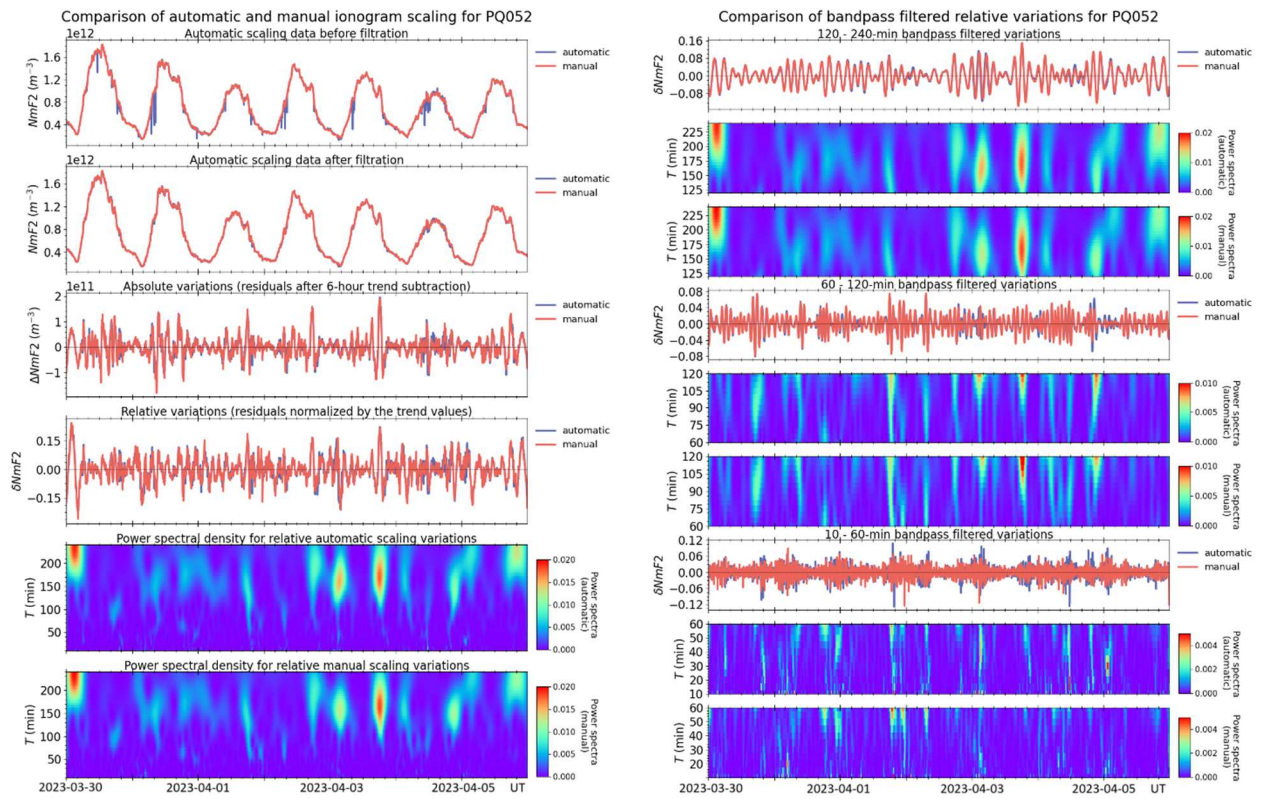 Comparison of automatic and manual ionogram scaling for PQ052
1e12
Automatic scaling data before filtration
NmF2 (m⁻³)
1.6
1.2
0.8
0.4
automatic
manual
1e12
Automatic scaling data after filtration
NmF2 (m⁻³)
1.6
1.2
0.8
0.4
automatic
manual
1e11
Absolute variations (residuals after 6-hour trend subtraction)
ΔNmF2 (m⁻³)
2
1
0
−1
automatic
manual
Relative variations (residuals normalized by the trend values)
δNmF2
0.15
0.00
−0.15
automatic
manual
Power spectral density for relative automatic scaling variations
T (min)
200
150
100
50
0.020
0.015
0.010
0.005
0.000
Power spectra
(automatic)
Power spectral density for relative manual scaling variations
T (min)
200
150
100
50
0.020
0.015
0.010
0.005
0.000
Power spectra
(manual)
2023-03-30 2023-04-01 2023-04-03 2023-04-05 UT
Comparison of bandpass filtered relative variations for PQ052
120 - 240-min bandpass filtered variations
δNmF2
0.16
0.08
0.00
−0.08
automatic
manual
T (min)
225
200
175
150
125
0.02
0.01
0.00
Power spectra
(automatic)
T (min)
225
200
175
150
125
0.02
0.01
0.00
Power spectra
(manual)
60 - 120-min bandpass filtered variations
δNmF2
0.08
0.04
0.00
−0.04
−0.08
automatic
manual
T (min)
120
105
90
75
60
0.010
0.005
0.000
Power spectra
(automatic)
T (min)
120
105
90
75
60
0.010
0.005
0.000
Power spectra
(manual)
10 - 60-min bandpass filtered variations
δNmF2
0.12
0.06
0.00
−0.06
−0.12
automatic
manual
T (min)
60
50
40
30
20
10
0.004
0.002
0.000
Power spectra
(automatic)
T (min)
60
50
40
30
20
0.004
0.002
0.000
Power spectra
(manual)
2023-03-30 2023-04-01 2023-04-03 2023-04-05 UT